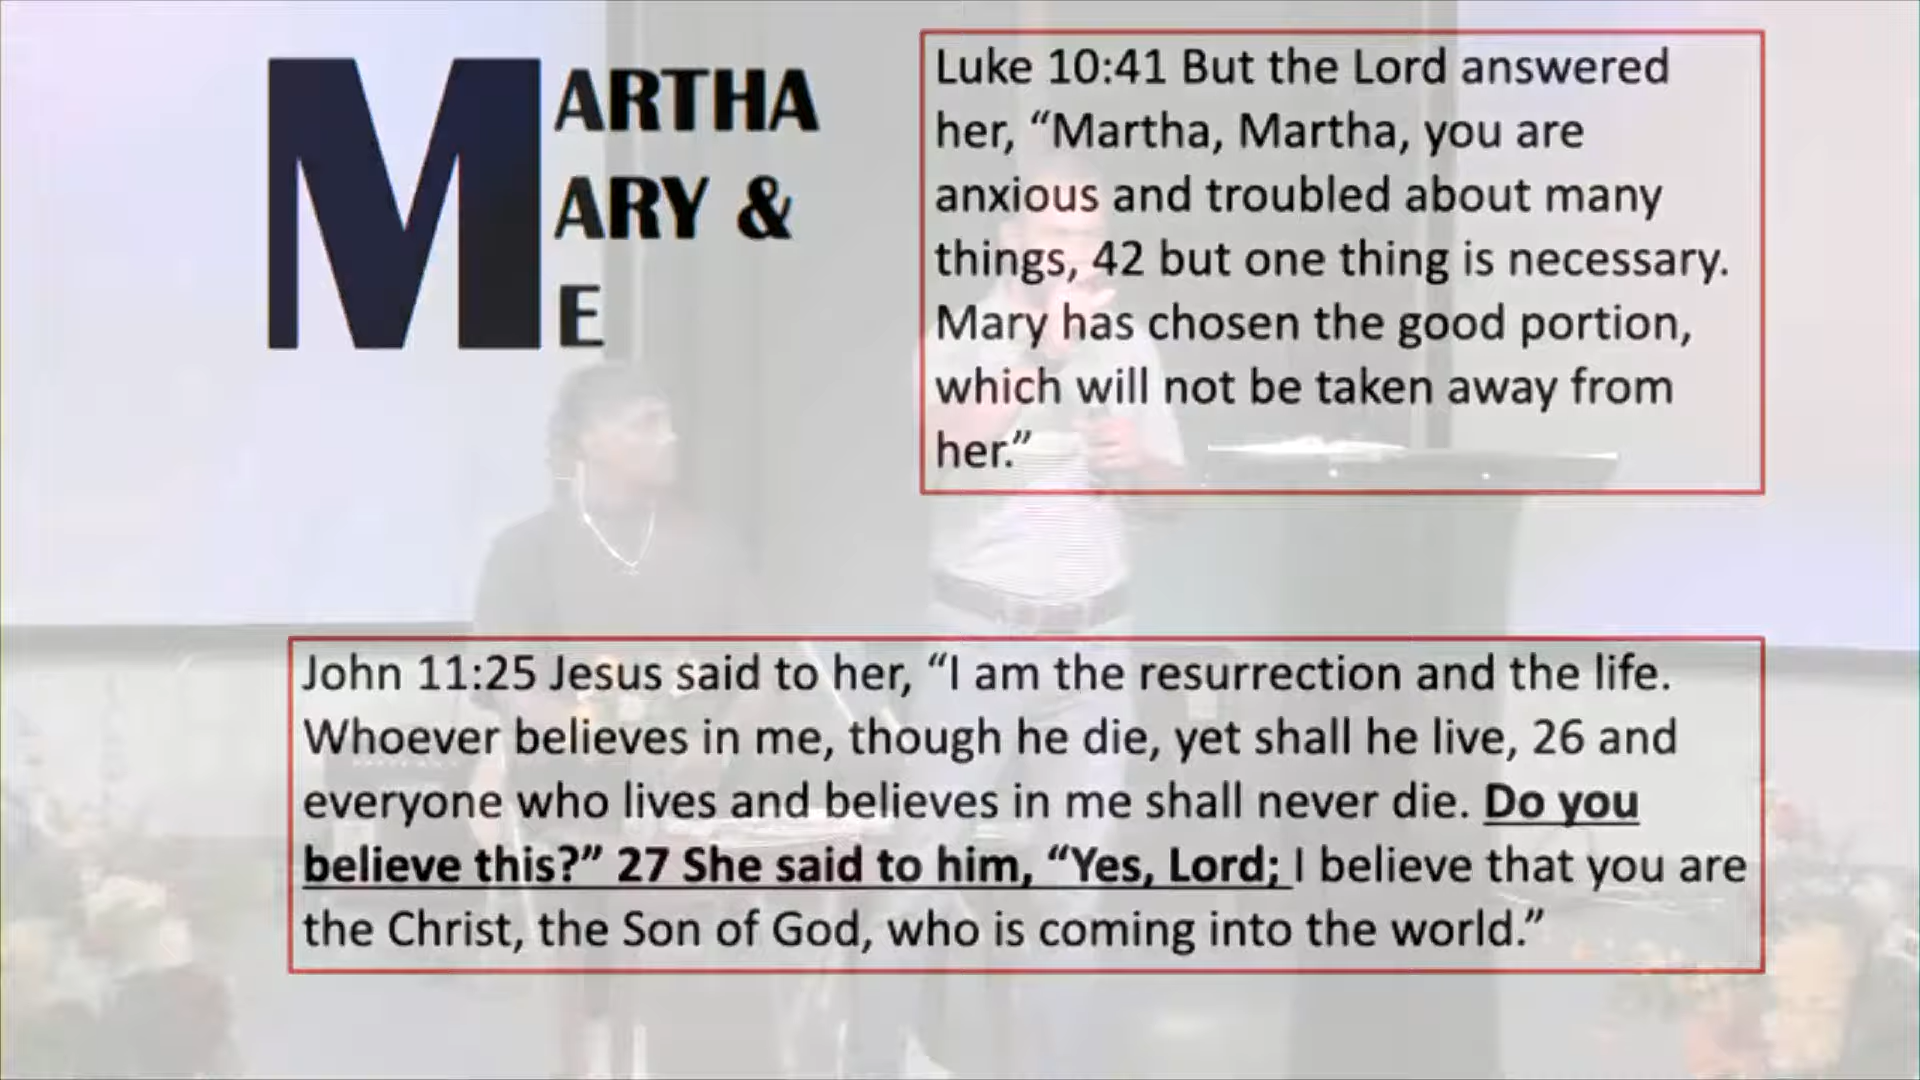 MARTHA
MARY &
ME
Luke 10:41 But the Lord answered
her, “Martha, Martha, you are
anxious and troubled about many
things, 42 but one thing is necessary.
Mary has chosen the good portion,
which will not be taken away from
her.”
John 11:25 Jesus said to her, “I am the resurrection and the life.
Whoever believes in me, though he die, yet shall he live, 26 and
everyone who lives and believes in me shall never die. Do you
believe this?” 27 She said to him, “Yes, Lord; I believe that you are
the Christ, the Son of God, who is coming into the world.”